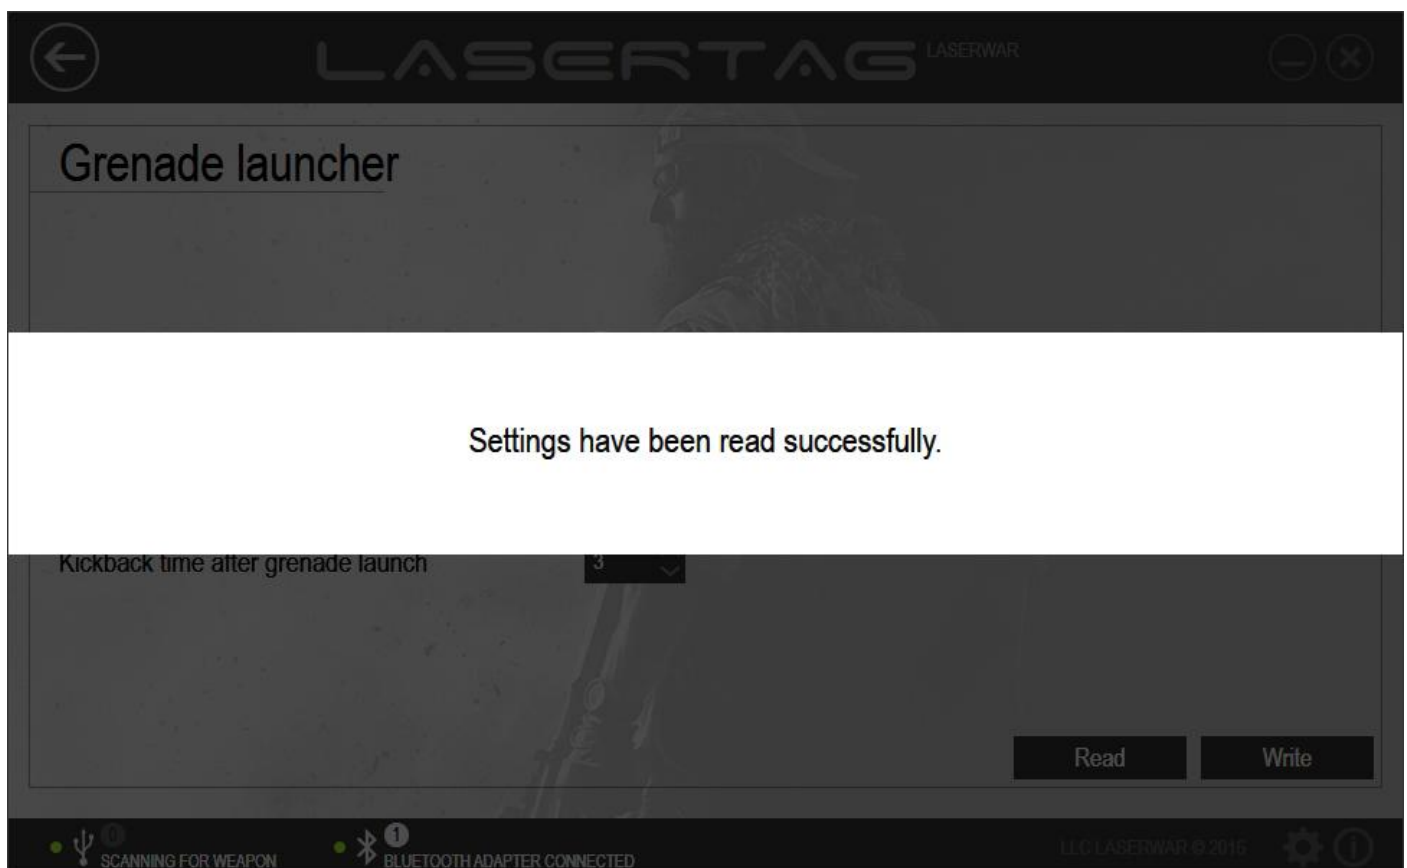 LASERTAG LASERWAR
Grenade launcher
Settings have been read successfully.
Kickback time after grenade launch 3
Read Write
0 1
SCANNING FOR WEAPON BLUETOOTH ADAPTER CONNECTED LLC LASERWAR © 2016